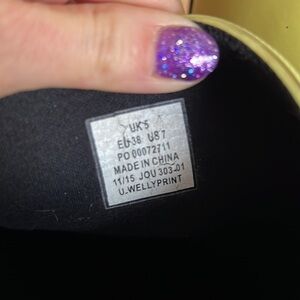 UK 5
EU 38 US 7
PO 00072711
MADE IN CHINA
11/15 JOU 303-01
U-WELLYPRINT